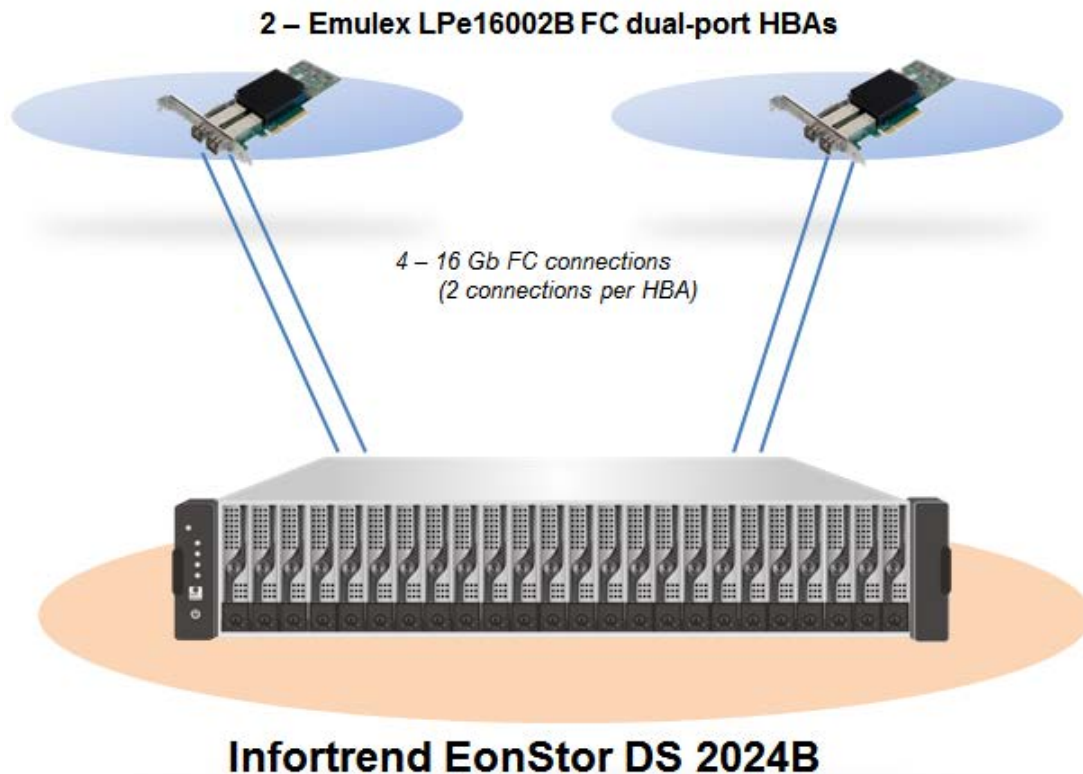 2 – Emulex LPe16002B FC dual-port HBAs
4 – 16 Gb FC connections
(2 connections per HBA)
Infortrend EonStor DS 2024B